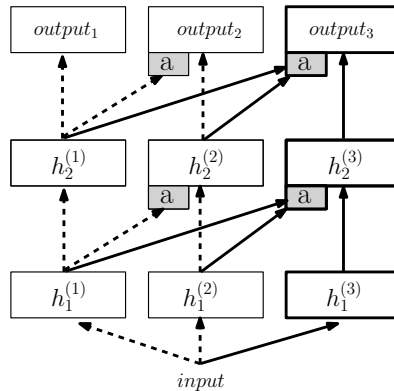 output₁ output₂ output₃
a a
h₂⁽¹⁾ h₂⁽²⁾ h₂⁽³⁾
a a
h₁⁽¹⁾ h₁⁽²⁾ h₁⁽³⁾
input